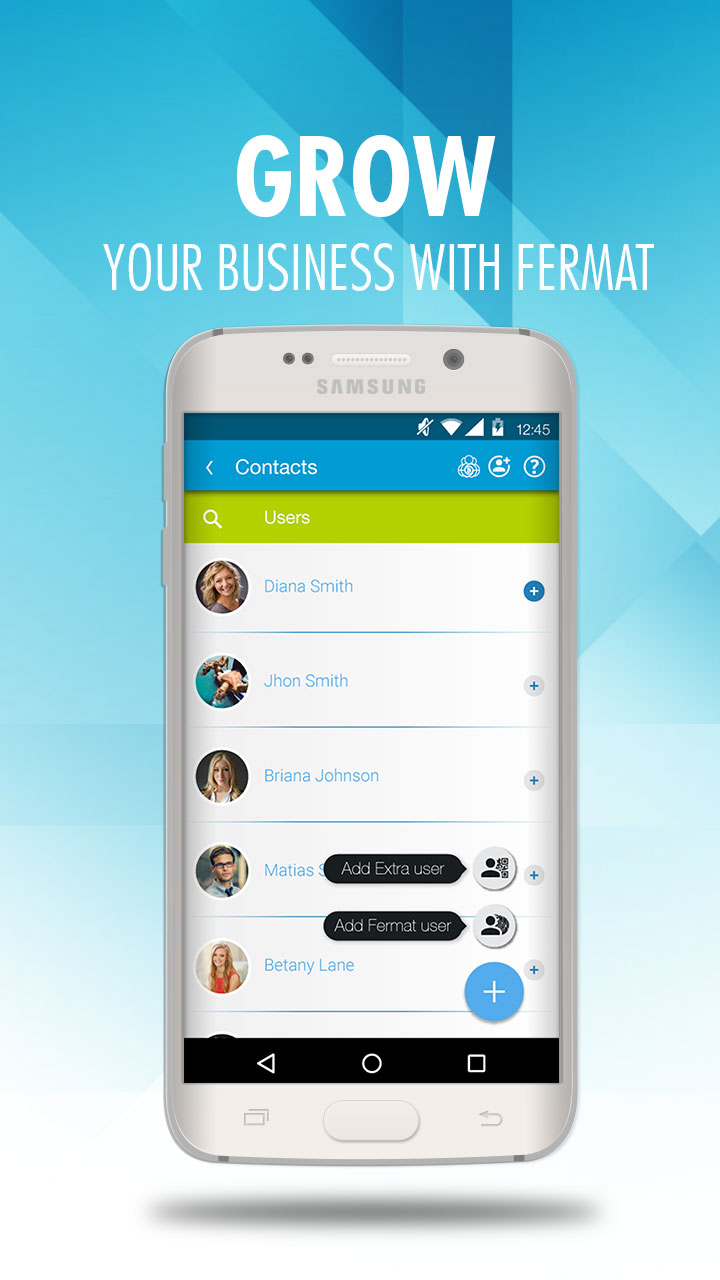 GROW
YOUR BUSINESS WITH FERMAT
SAMSUNG
12:45
Contacts
Users
Diana Smith
Jhon Smith
Briana Johnson
Matias
Add Extra user
Add Fermat user
Betany Lane